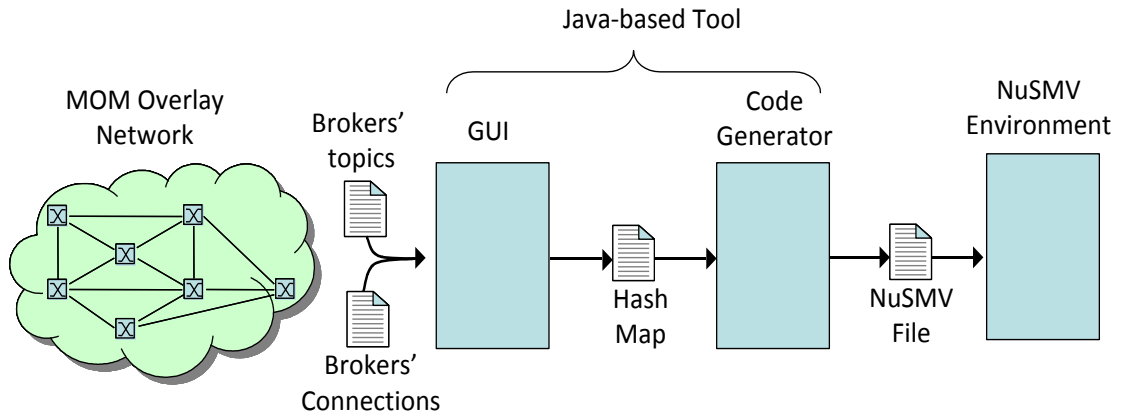 Java-based Tool
MOM Overlay
Network
Brokers’
topics
GUI
Code
Generator
NuSMV
Environment
Hash
Map
NuSMV
File
Brokers’
Connections